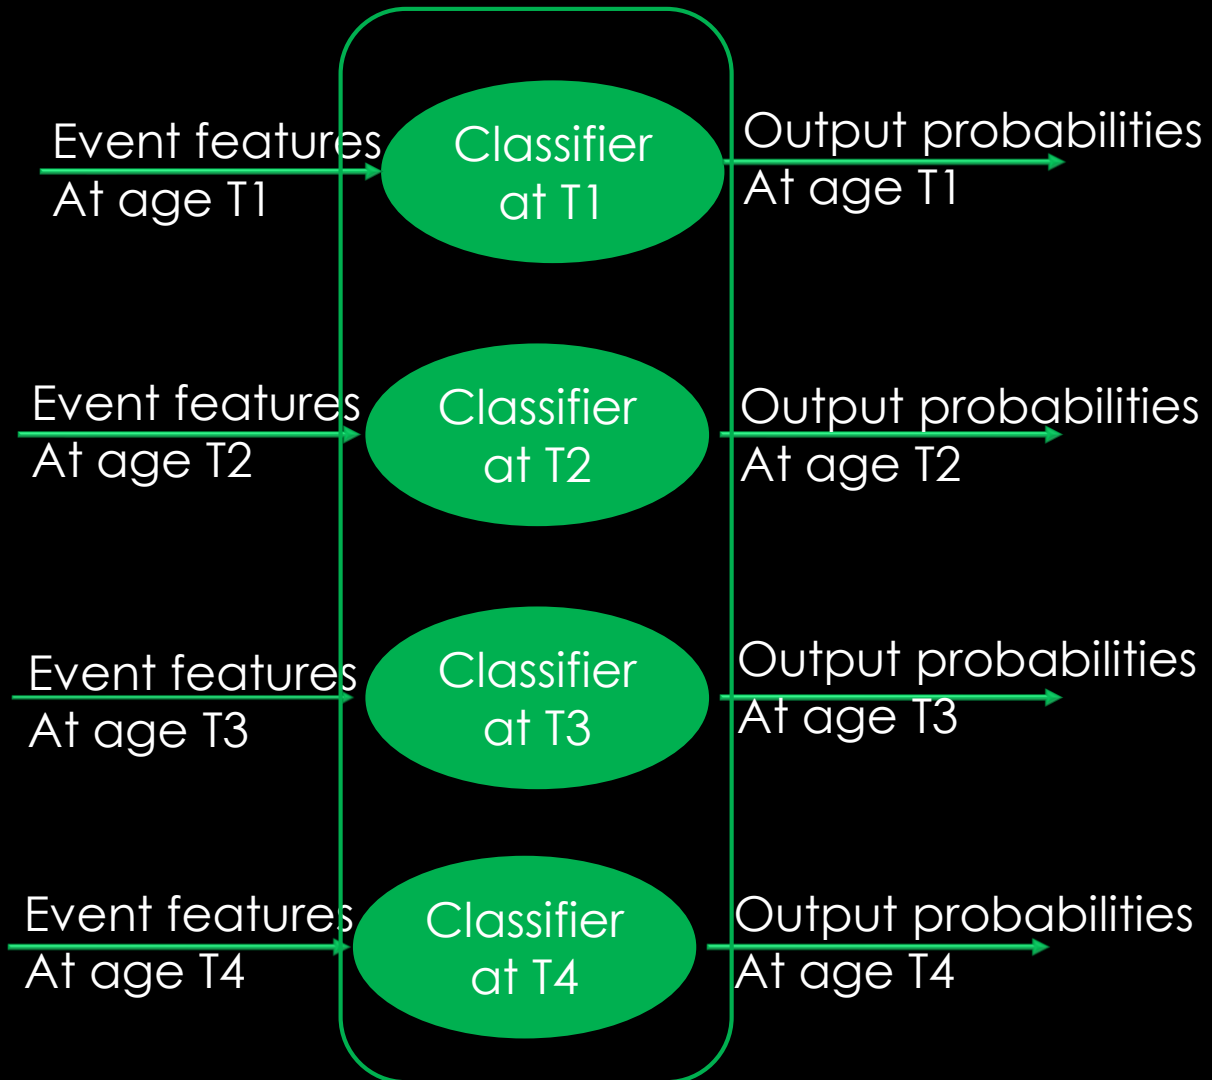 Event features
At age T1
Classifier
at T1
Output probabilities
At age T1
Event features
At age T2
Classifier
at T2
Output probabilities
At age T2
Event features
At age T3
Classifier
at T3
Output probabilities
At age T3
Event features
At age T4
Classifier
at T4
Output probabilities
At age T4